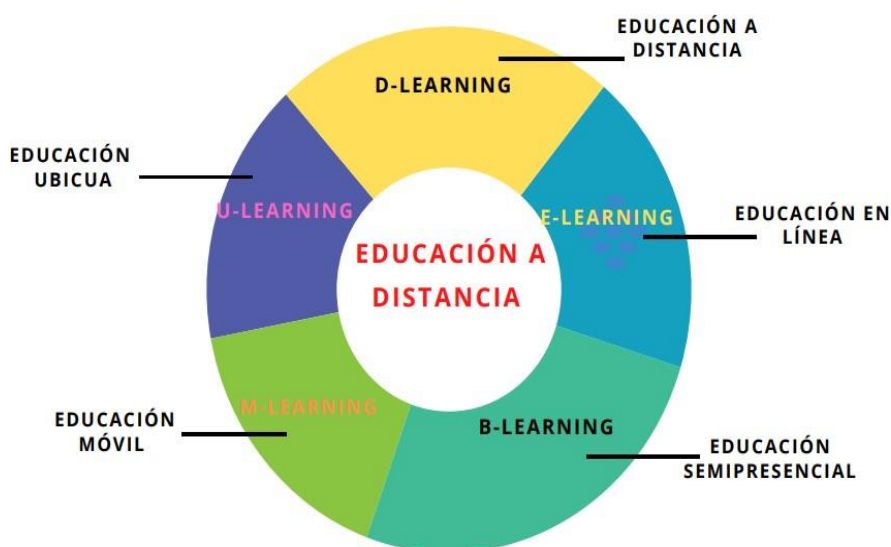 EDUCACIÓN A
DISTANCIA
D-LEARNING
EDUCACIÓN
UBICUA
U-LEARNING
E-LEARNING
EDUCACIÓN EN
LÍNEA
EDUCACIÓN A
DISTANCIA
M-LEARNING
EDUCACIÓN
MÓVIL
B-LEARNING
EDUCACIÓN
SEMIPRESENCIAL